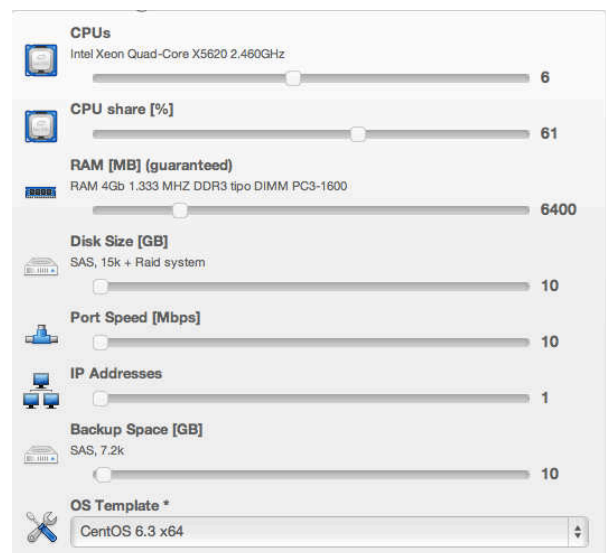 CPUs
Intel Xeon Quad-Core X5620 2.460GHz
6
CPU share [%]
61
RAM [MB] (guaranteed)
RAM 4Gb 1.333 MHZ DDR3 tipo DIMM PC3-1600
6400
Disk Size [GB]
SAS, 15k + Raid system
10
Port Speed [Mbps]
10
IP Addresses
1
Backup Space [GB]
SAS, 7.2k
10
OS Template *
CentOS 6.3 x64